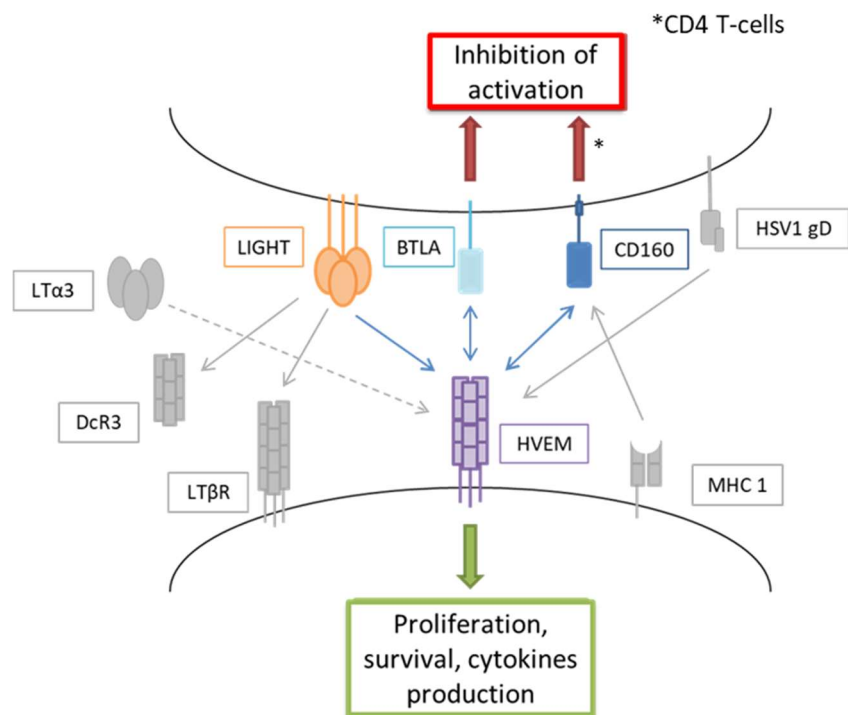 *CD4 T-cells
Inhibition of
activation
*
HSV1 gD
LIGHT
BTLA
CD160
LTα3
DcR3
HVEM
LTβR
MHC 1
Proliferation,
survival, cytokines
production